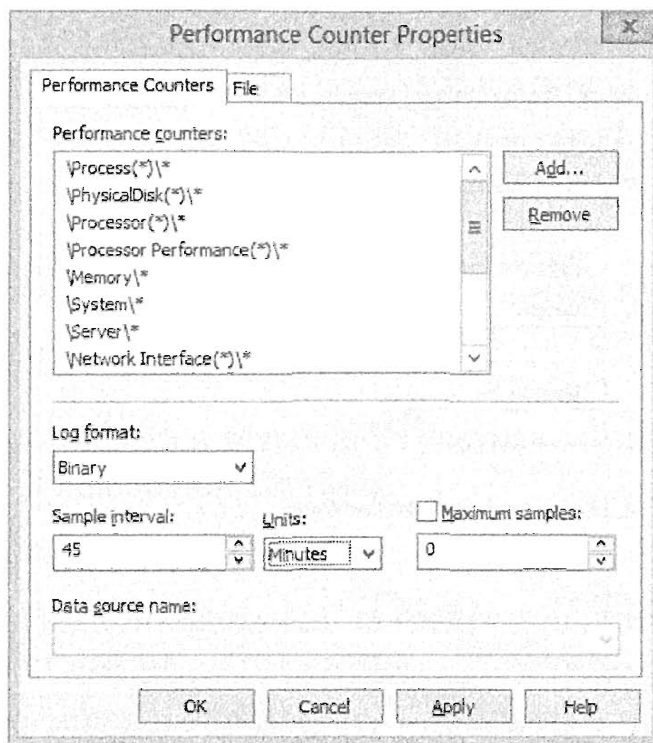 Performance Counter Properties
x
Performance Counters
File
Performance counters:
\Process(*)\*
\PhysicalDisk(*)\*
\Processor(*)\*
\Processor Performance(*)\*
\Memory\*
\System\*
\Server\*
\Network Interface(*)\*
Add...
Remove
Log format:
Binary
Sample interval:
Units:
Maximum samples:
45
Minutes
0
Data source name:
OK
Cancel
Apply
Help